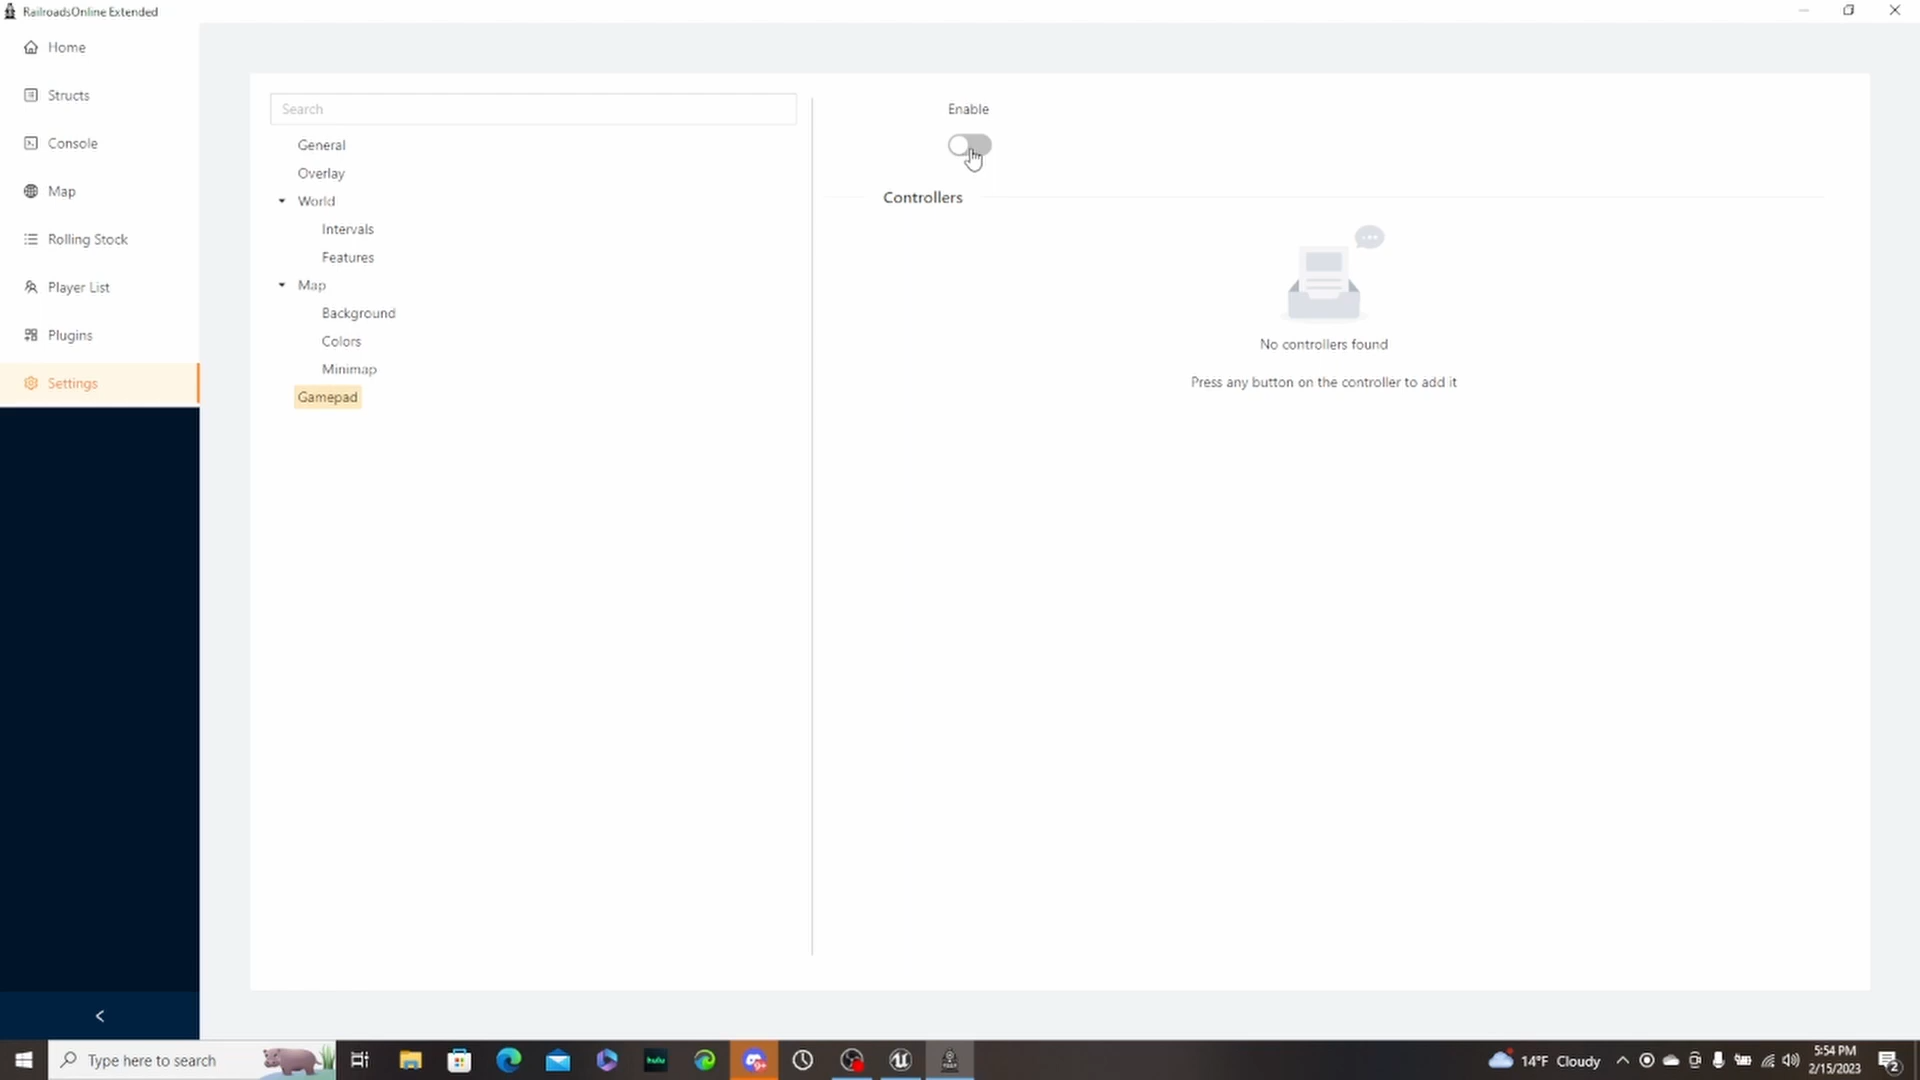 RailroadsOnline Extended
Home
Structs
Console
Map
Rolling Stock
Player List
Plugins
Settings
Search
General
Overlay
World
Intervals
Features
Map
Background
Colors
Minimap
Gamepad
Enable
Controllers
No controllers found
Press any button on the controller to add it
Type here to search
hulu
14°F Cloudy
5:54 PM
2/15/2023
2